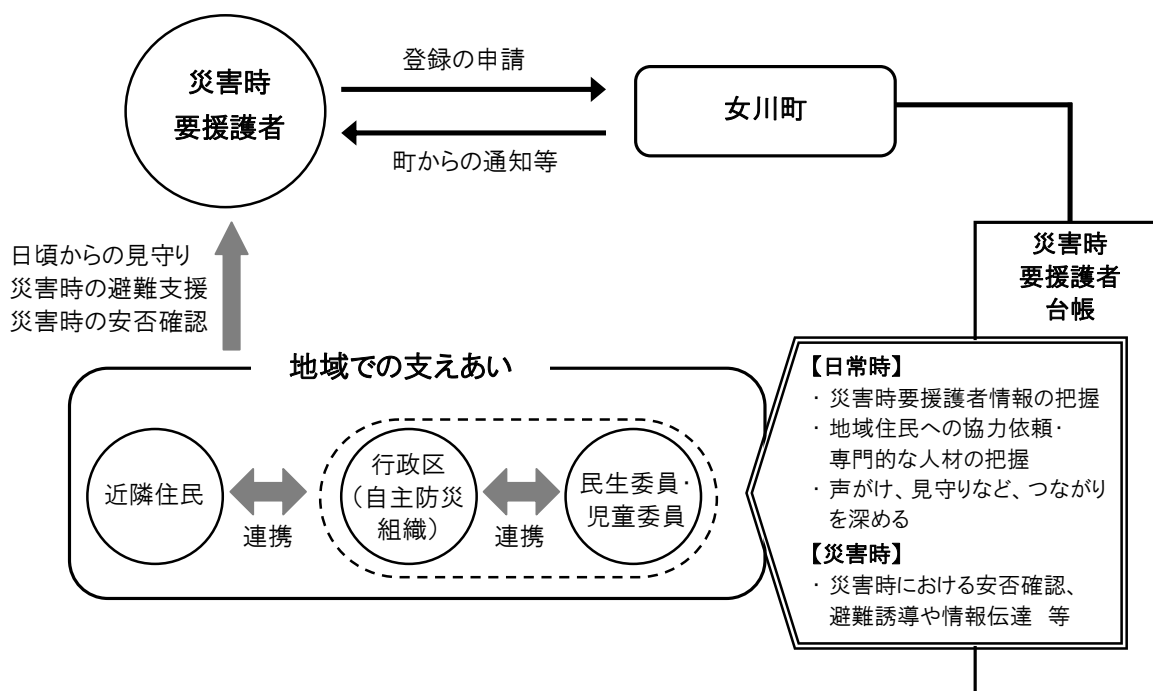 災害時
要援護者
登録の申請
町からの通知等
女川町
日頃からの見守り
災害時の避難支援
災害時の安否確認
災害時
要援護者
台帳
地域での支えあい
近隣住民
連携
行政区
（自主防災
組織）
連携
民生委員・
児童委員
【日常時】
・災害時要援護者情報の把握
・地域住民への協力依頼・
専門的な人材の把握
・声がけ、見守りなど、つながり
を深める
【災害時】
・災害時における安否確認、
避難誘導や情報伝達　等